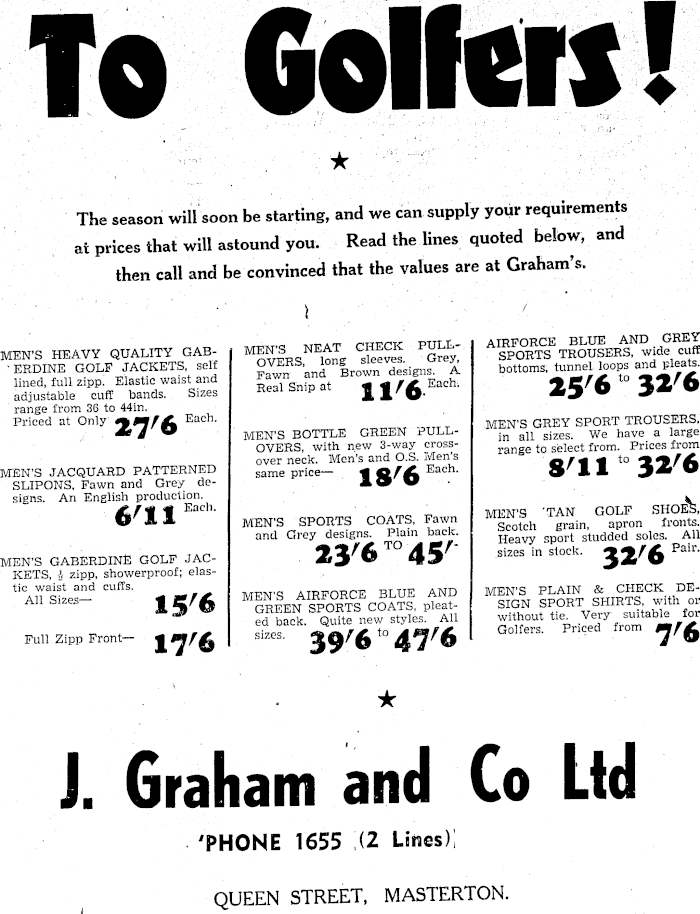 To Golfers!
The season will soon be starting, and we can supply your requirements
at prices that will astound you. Read the lines quoted below, and
then call and be convinced that the values are at Graham's.
MEN'S HEAVY QUALITY GAB-
ERDINE GOLF JACKETS, self
lined, full zipp. Elastic waist and
adjustable cuff bands. Sizes
range from 36 to 44in.
Priced at Only 27/6 Each.
MEN'S JACQUARD PATTERNED
SLIPONS, Fawn and Grey de-
signs. An English production.
6/11 Each.
MEN'S GABERDINE GOLF JAC-
KETS, ½ zipp, showerproof; elas-
tic waist and cuffs.
All Sizes— 15/6
Full Zipp Front— 17/6
MEN'S NEAT CHECK PULL-
OVERS, long sleeves. Grey,
Fawn and Brown designs. A
Real Snip at 11/6. Each.
MEN'S BOTTLE GREEN PULL-
OVERS, with new 3-way cross-
over neck. Men's and O.S. Men's
same price— 18/6 Each.
MEN'S SPORTS COATS, Fawn
and Grey designs. Plain back.
23/6 TO 45/-
MEN'S AIRFORCE BLUE AND
GREEN SPORTS COATS, pleat-
ed back. Quite new styles. All
sizes. 39/6 to 47/6
AIRFORCE BLUE AND GREY
SPORTS TROUSERS, wide cuff
bottoms, tunnel loops and pleats.
25/6 to 32/6
MEN'S GREY SPORT TROUSERS,
in all sizes. We have a large
range to select from. Prices from
8/11 to 32/6
MEN'S TAN GOLF SHOES,
Scotch grain, apron fronts.
Heavy sport studded soles. All
sizes in stock. 32/6 Pair.
MEN'S PLAIN & CHECK DE-
SIGN SPORT SHIRTS, with or
without tie. Very suitable for
Golfers. Priced from 7/6
J. Graham and Co Ltd
'PHONE 1655 (2 Lines)
QUEEN STREET, MASTERTON.